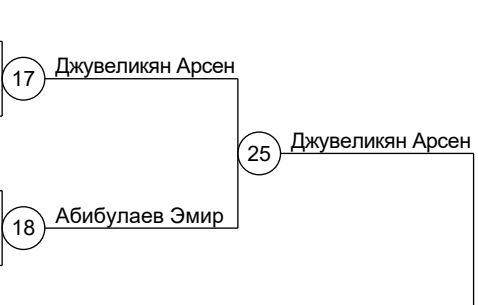 17 Джувеликян Арсен
25 Джувеликян Арсен
18 Абибулаев Эмир